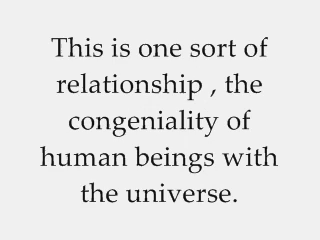 This is one sort of
relationship , the
congeniality of
human beings with
the universe.